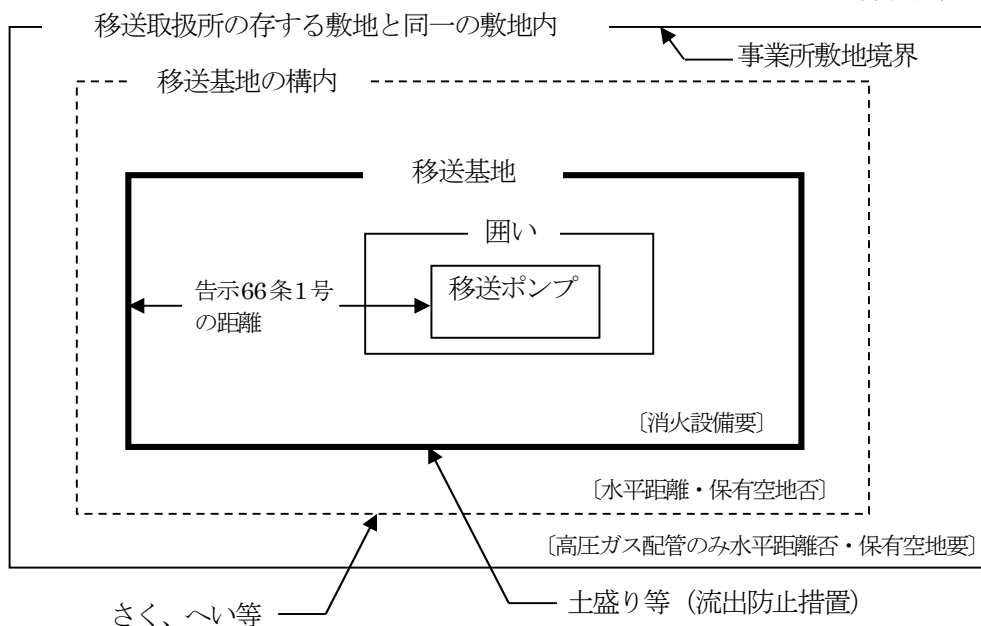 移送取扱所の存する敷地と同一の敷地内
事業所敷地境界
移送基地の構内
移送基地
囲い
移送ポンプ
告示66条1号
の距離
〔消火設備要〕
〔水平距離・保有空地否〕
〔高圧ガス配管のみ水平距離否・保有空地要〕
さく、へい等
土盛り等（流出防止措置）